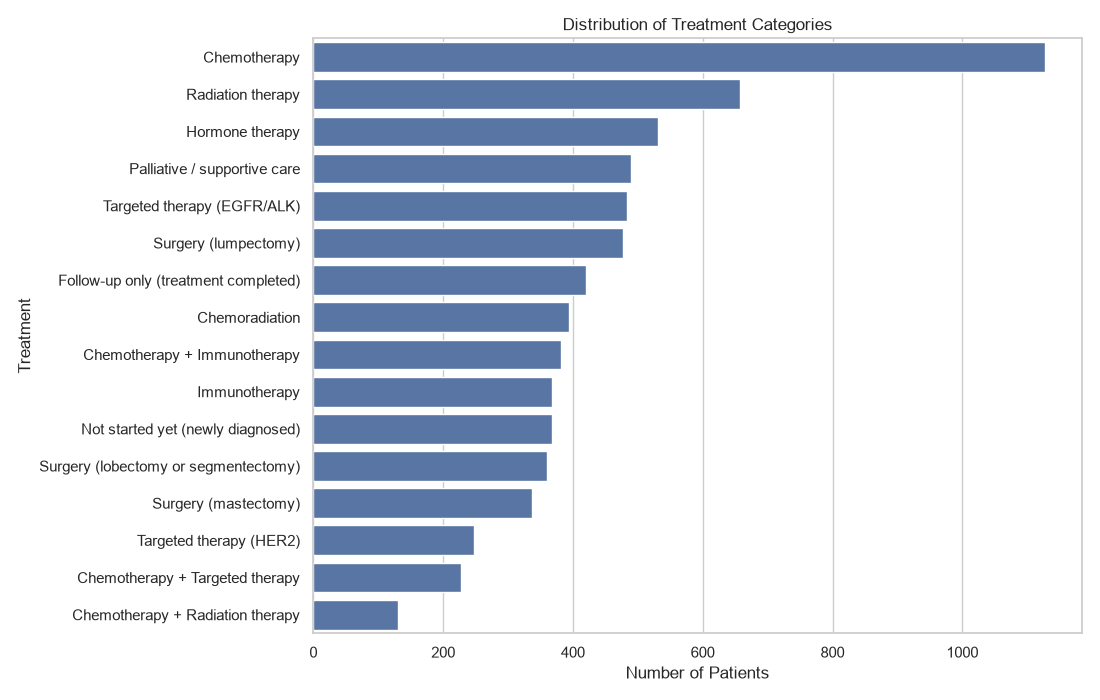 Distribution of Treatment Categories
Treatment
Chemotherapy
Radiation therapy
Hormone therapy
Palliative / supportive care
Targeted therapy (EGFR/ALK)
Surgery (lumpectomy)
Follow-up only (treatment completed)
Chemoradiation
Chemotherapy + Immunotherapy
Immunotherapy
Not started yet (newly diagnosed)
Surgery (lobectomy or segmentectomy)
Surgery (mastectomy)
Targeted therapy (HER2)
Chemotherapy + Targeted therapy
Chemotherapy + Radiation therapy
0 200 400 600 800 1000
Number of Patients